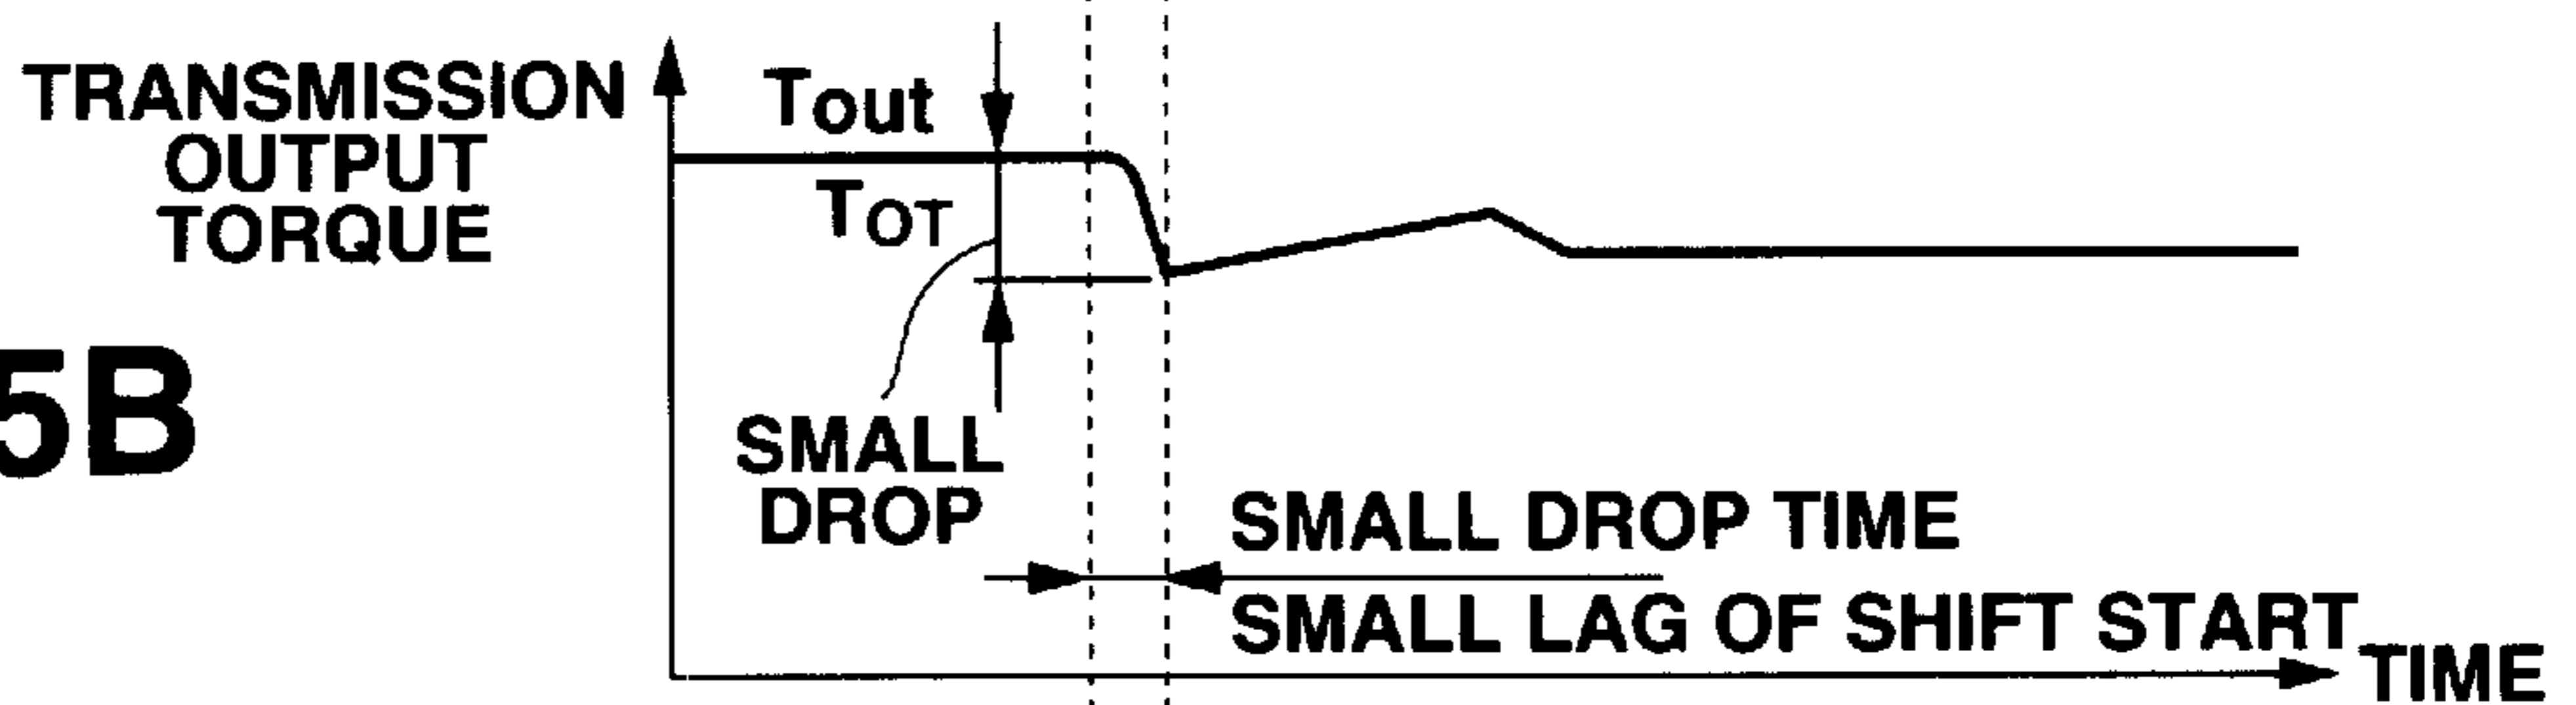 TRANSMISSION
OUTPUT
TORQUE
Tout
TOT
5B
SMALL
DROP
SMALL DROP TIME
SMALL LAG OF SHIFT START
TIME